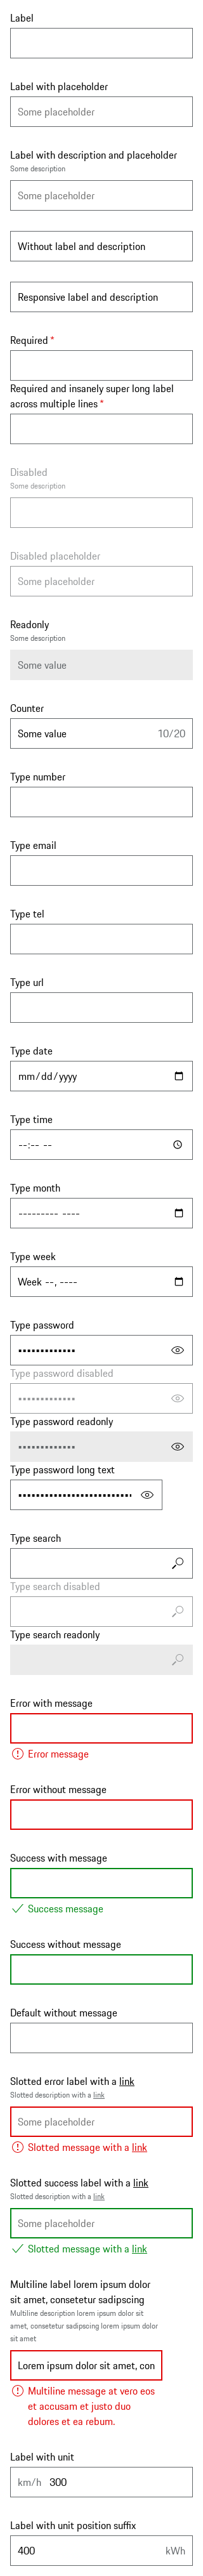 Label
Label with placeholder
Some placeholder
Label with description and placeholder
Some description
Some placeholder
Without label and description
Responsive label and description
Required *
Required and insanely super long label
across multiple lines *
Disabled
Some description
Disabled placeholder
Some placeholder
Readonly
Some description
Some value
Counter
Some value 10/20
Type number
Type email
Type tel
Type url
Type date
mm/dd/yyyy
Type time
--:-- --
Type month
--------- ----
Type week
Week --, ----
Type password
Type password disabled
Type password readonly
Type password long text
Type search
Type search disabled
Type search readonly
Error with message
Error message
Error without message
Success with message
Success message
Success without message
Default without message
Slotted error label with a link
Slotted description with a link
Some placeholder
Slotted message with a link
Slotted success label with a link
Slotted description with a link
Some placeholder
Slotted message with a link
Multiline label lorem ipsum dolor
sit amet, consetetur sadipscing
Multiline description lorem ipsum dolor sit
amet, consetetur sadipscing lorem ipsum dolor
sit amet
Lorem ipsum dolor sit amet, con
Multiline message at vero eos
et accusam et justo duo
dolores et ea rebum.
Label with unit
km/h 300
Label with unit position suffix
400 kWh